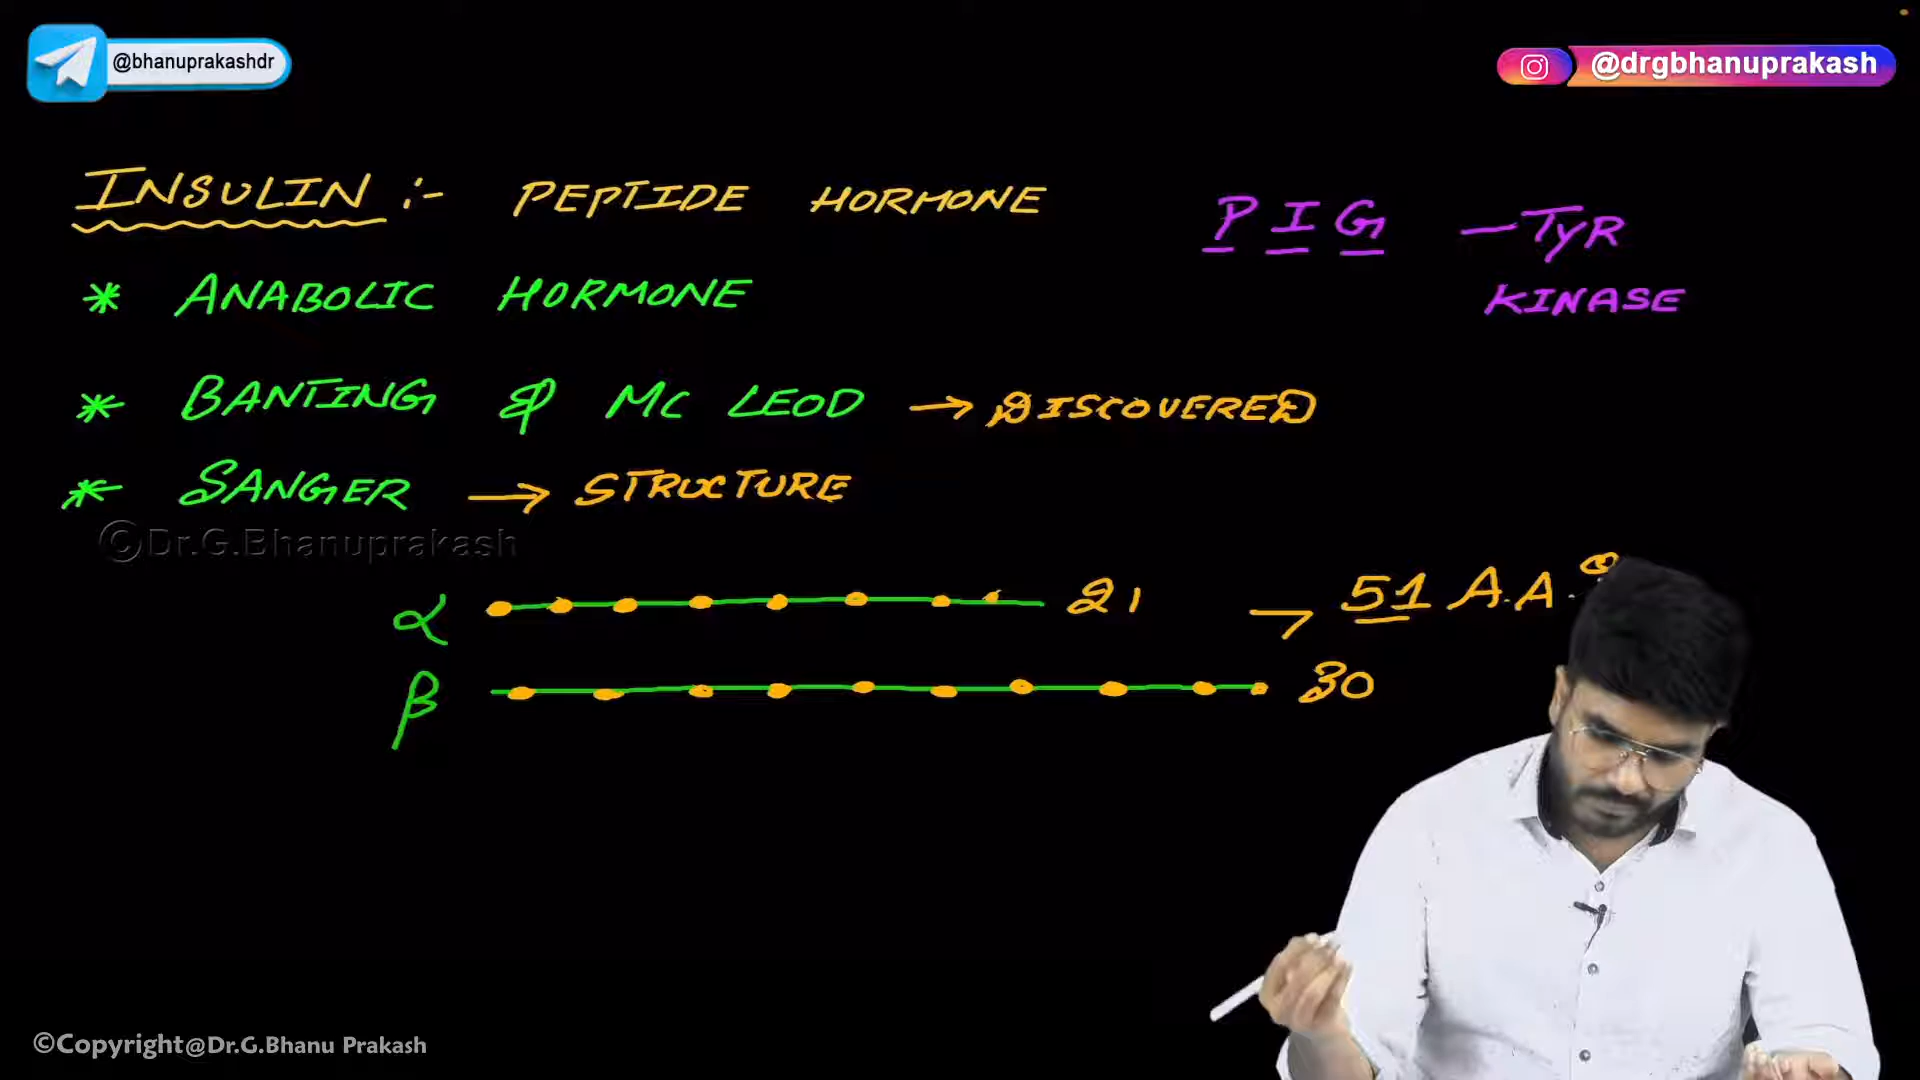 @bhanuprakashdr
@drgbhanuprakash
INSULIN :- PEPTIDE HORMONE
P I G - TYR
KINASE
* ANABOLIC HORMONE
* BANTING & MC LEOD → DISCOVERED
* SANGER → STRUCTURE
©Dr.G.Bhanuprakash
α 21 → 51 A.A.
β 30
©Copyright@Dr.G.Bhanu Prakash